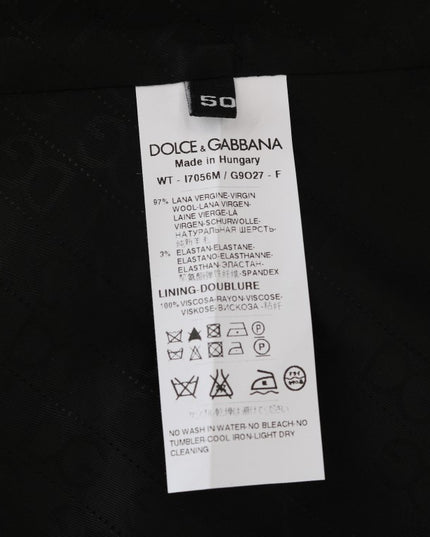 50
DOLCE & GABBANA
Made in Hungary
WT - I7056M / G9O27 - F
97% LANA VERGINE-VIRGIN
WOOL-LANA VIRGEN-
LAINE VIERGE-LÃ
VIRGEN-SCHURWOLLE-
НАТУРАЛЬНАЯ ШЕРСТЬ-
3% ELASTAN-ELASTANE-
ELASTANO-ELASTHANNE-
ELASTHAN-ЭЛАСТАН-
-SPANDEX
LINING-DOUBLURE
100% VISCOSA-RAYON-VISCOSE-
VISKOSE-ВИСКОЗА-
P
P
NO WASH IN WATER-NO BLEACH-NO
TUMBLER-COOL IRON-LIGHT DRY
CLEANING